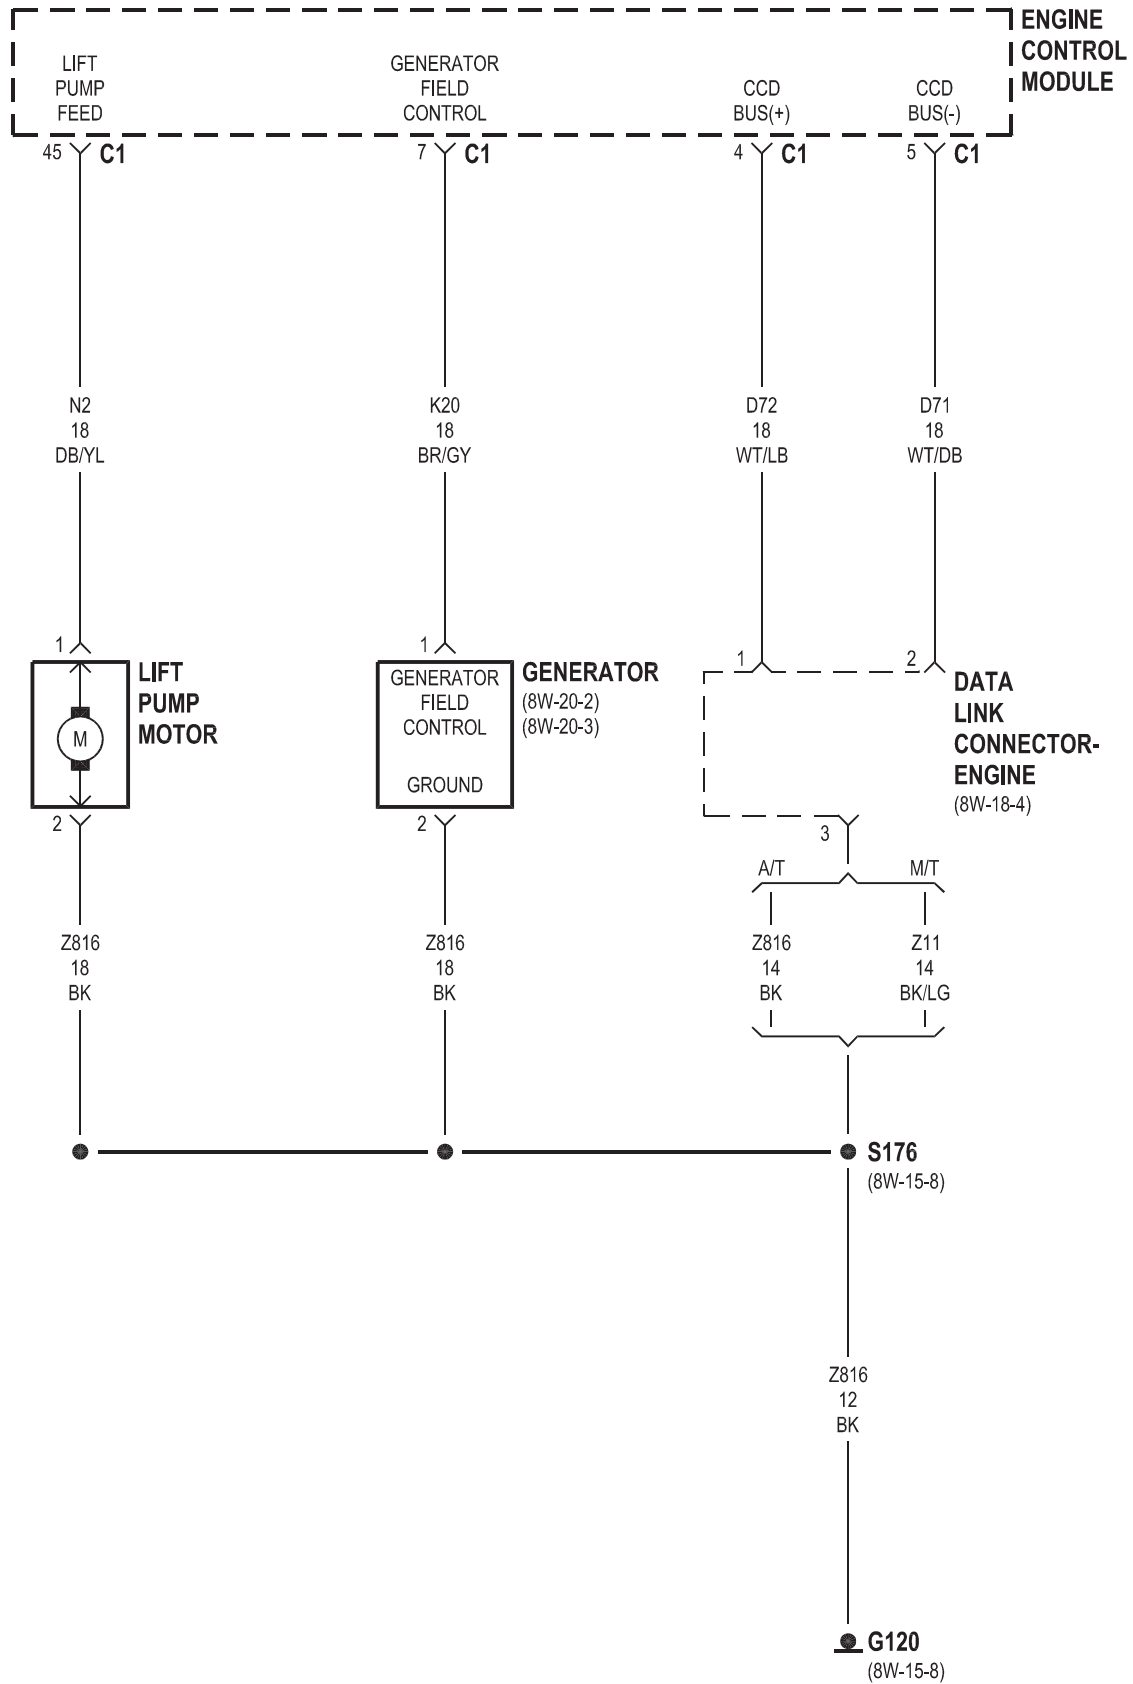 ENGINE
CONTROL
MODULE
LIFT
PUMP
FEED
GENERATOR
FIELD
CONTROL
CCD
BUS(+)
CCD
BUS(-)
45 C1
7 C1
4 C1
5 C1
N2
18
DB/YL
K20
18
BR/GY
D72
18
WT/LB
D71
18
WT/DB
1
LIFT
PUMP
MOTOR
M
2
1
GENERATOR
FIELD
CONTROL
GROUND
GENERATOR
(8W-20-2)
(8W-20-3)
2
1
2
DATA
LINK
CONNECTOR-
ENGINE
(8W-18-4)
3
A/T
M/T
Z816
18
BK
Z816
18
BK
Z816
14
BK
Z11
14
BK/LG
S176
(8W-15-8)
Z816
12
BK
G120
(8W-15-8)